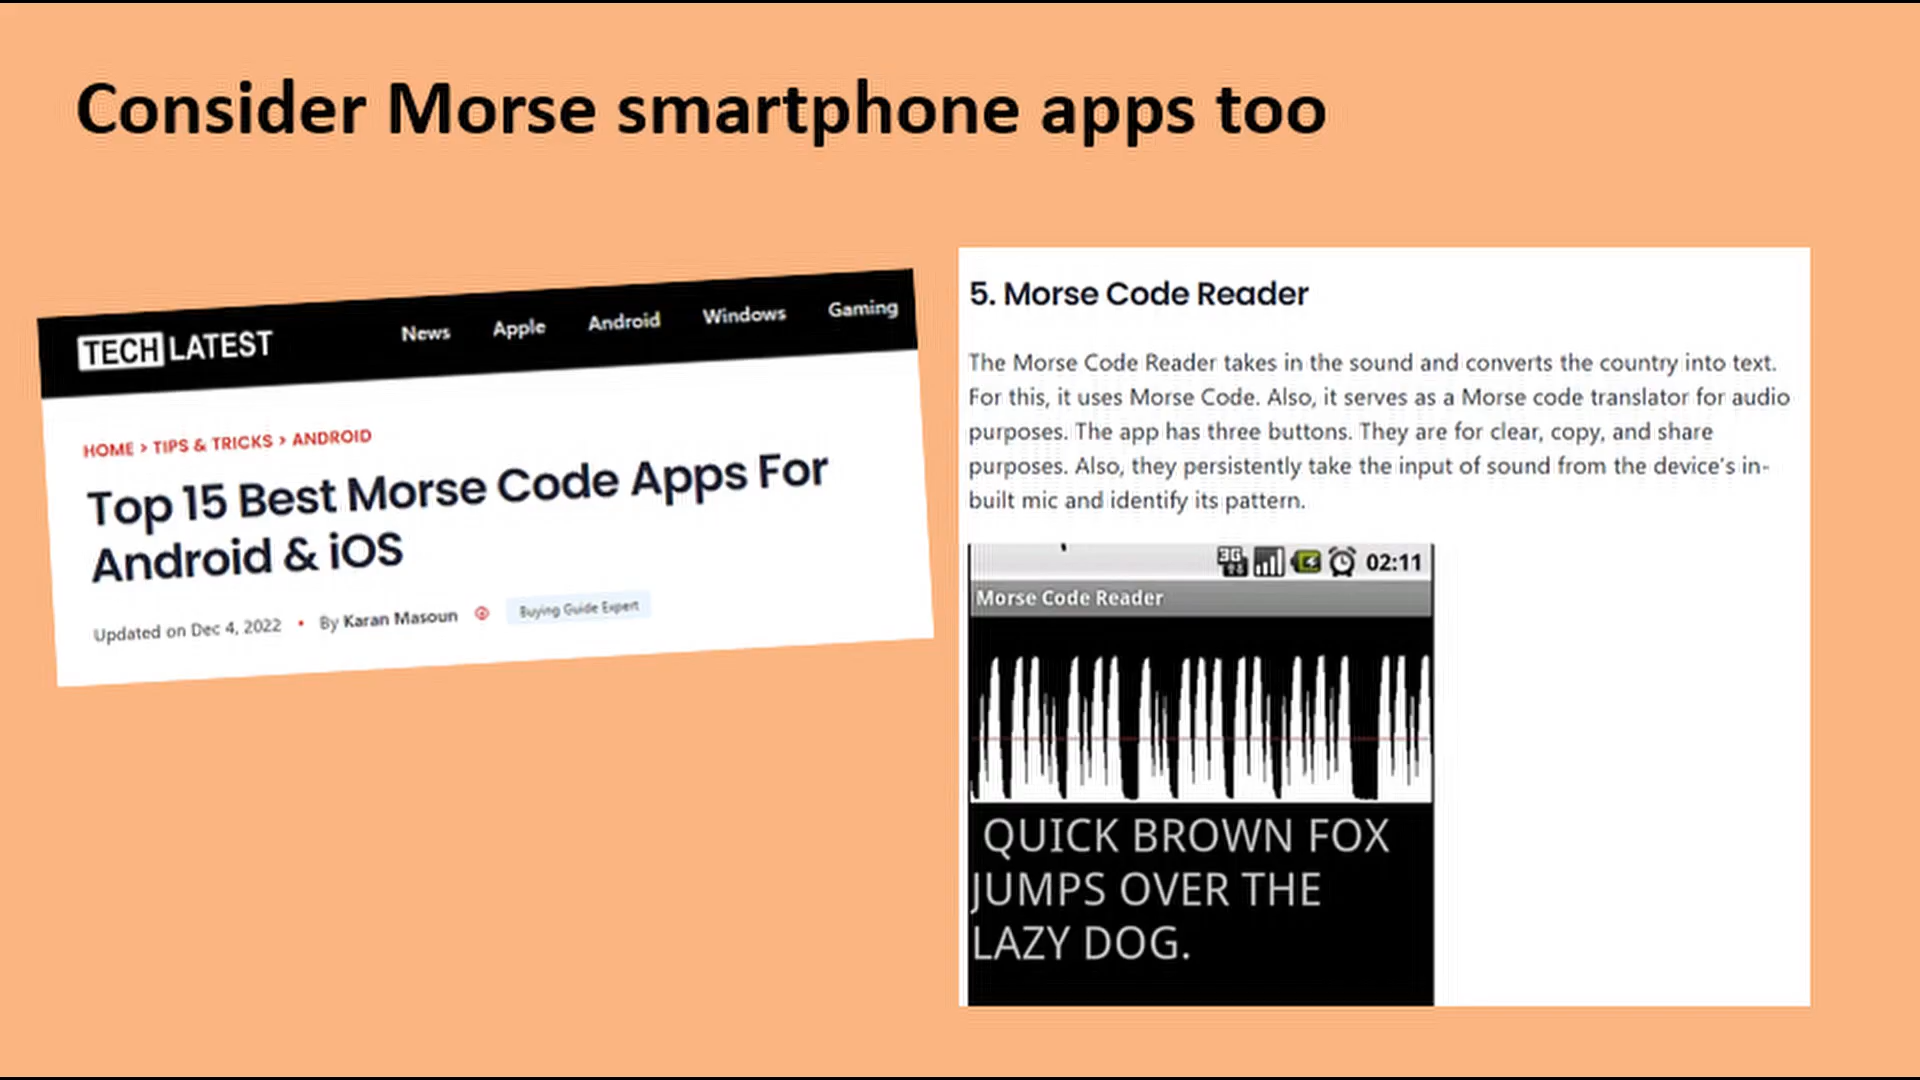 Consider Morse smartphone apps too
TECH LATEST
News Apple Android Windows Gaming
HOME > TIPS & TRICKS > ANDROID
Top 15 Best Morse Code Apps For
Android & iOS
Updated on Dec 4, 2022 • By Karan Masoun Buying Guide Expert
5. Morse Code Reader
The Morse Code Reader takes in the sound and converts the country into text.
For this, it uses Morse Code. Also, it serves as a Morse code translator for audio
purposes. The app has three buttons. They are for clear, copy, and share
purposes. Also, they persistently take the input of sound from the device's in-
built mic and identify its pattern.
3G 02:11
Morse Code Reader
QUICK BROWN FOX
JUMPS OVER THE
LAZY DOG.